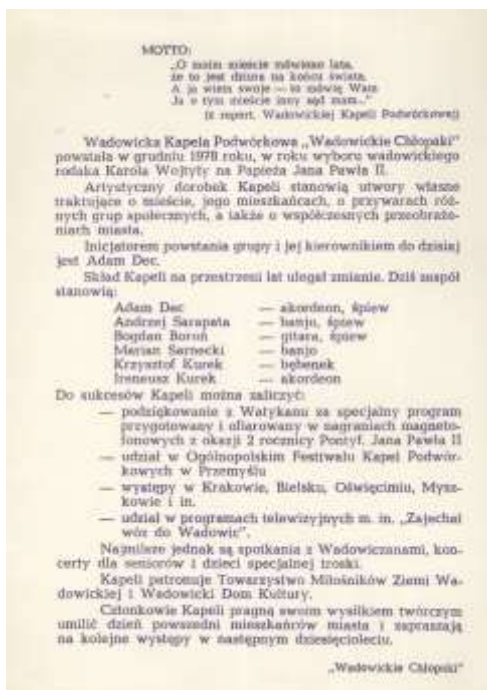 MOTTO:
„O moim mieście mówiono lata,
że to jest dziura na końcu świata,
A ja wiem swoje — to mówię Wam
Ja o tym mieście inny sąd mam..."
(z repert. Wadowickiej Kapeli Podwórkowej)
Wadowicka Kapela Podwórkowa „Wadowickie Chłopaki"
powstała w grudniu 1978 roku, w roku wyboru wadowickiego
rodaka Karola Wojtyły na Papieża Jana Pawła II.
Artystyczny dorobek Kapeli stanowią utwory własne
traktujące o mieście, jego mieszkańcach, o przywarach róż-
nych grup społecznych, a także o współczesnych przeobraże-
niach miasta.
Inicjatorem powstania grupy i jej kierownikiem do dzisiaj
jest Adam Dec.
Skład Kapeli na przestrzeni lat ulegał zmianie. Dziś zespół
stanowią:
Adam Dec — akordeon, śpiew
Andrzej Sarapata — banjo, śpiew
Bogdan Boruń — gitara, śpiew
Marian Sarnecki — banjo
Krzysztof Kurek — bębenek
Ireneusz Kurek — akordeon
Do sukcesów Kapeli można zaliczyć:
— podziękowanie z Watykanu za specjalny program
przygotowany i ofiarowany w nagraniach magneto-
fonowych z okazji 2 rocznicy Pontyf. Jana Pawła II
— udział w Ogólnopolskim Festiwalu Kapel Podwór-
kowych w Przemyślu
— występy w Krakowie, Bielsku, Oświęcimiu, Mysz-
kowie i in.
— udział w programach telewizyjnych m. in. „Zajechał
wóz do Wadowic".
Najmilsze jednak są spotkania z Wadowiczanami, kon-
certy dla seniorów i dzieci specjalnej troski.
Kapeli patronuje Towarzystwo Miłośników Ziemi Wa-
dowickiej i Wadowicki Dom Kultury.
Członkowie Kapeli pragną swoim wysiłkiem twórczym
umilić dzień powszedni mieszkańców miasta i zapraszają
na kolejne występy w następnym dziesięcioleciu.
„Wadowickie Chłopaki"